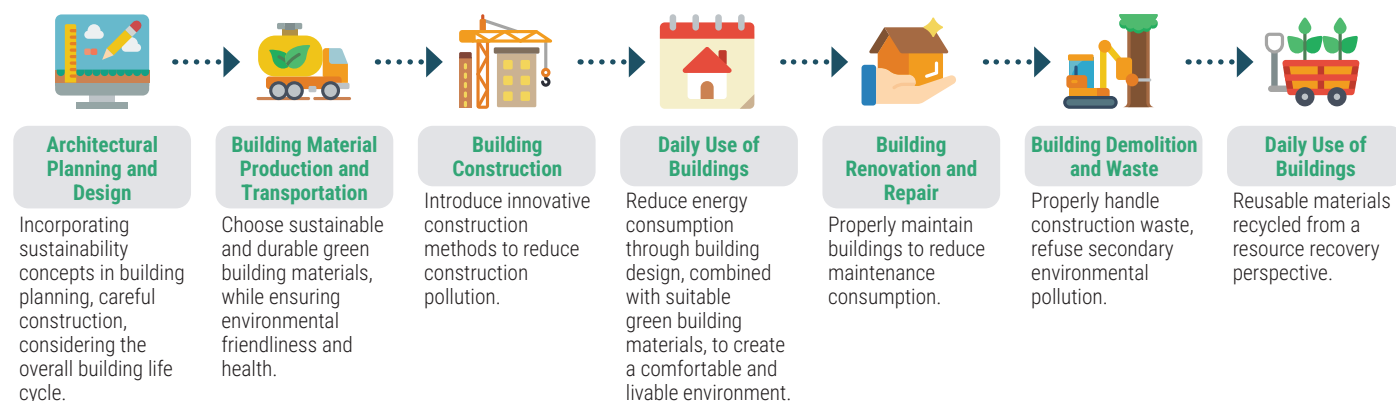 Architectural
Planning and
Design
Incorporating
sustainability
concepts in building
planning, careful
construction,
considering the
overall building life
cycle.
Building Material
Production and
Transportation
Choose sustainable
and durable green
building materials,
while ensuring
environmental
friendliness and
health.
Building
Construction
Introduce innovative
construction
methods to reduce
construction
pollution.
Daily Use of
Buildings
Reduce energy
consumption
through building
design, combined
with suitable
green building
materials, to create
a comfortable and
livable environment.
Building
Renovation and
Repair
Properly maintain
buildings to reduce
maintenance
consumption.
Building Demolition
and Waste
Properly handle
construction waste,
refuse secondary
environmental
pollution.
Daily Use of
Buildings
Reusable materials
recycled from a
resource recovery
perspective.